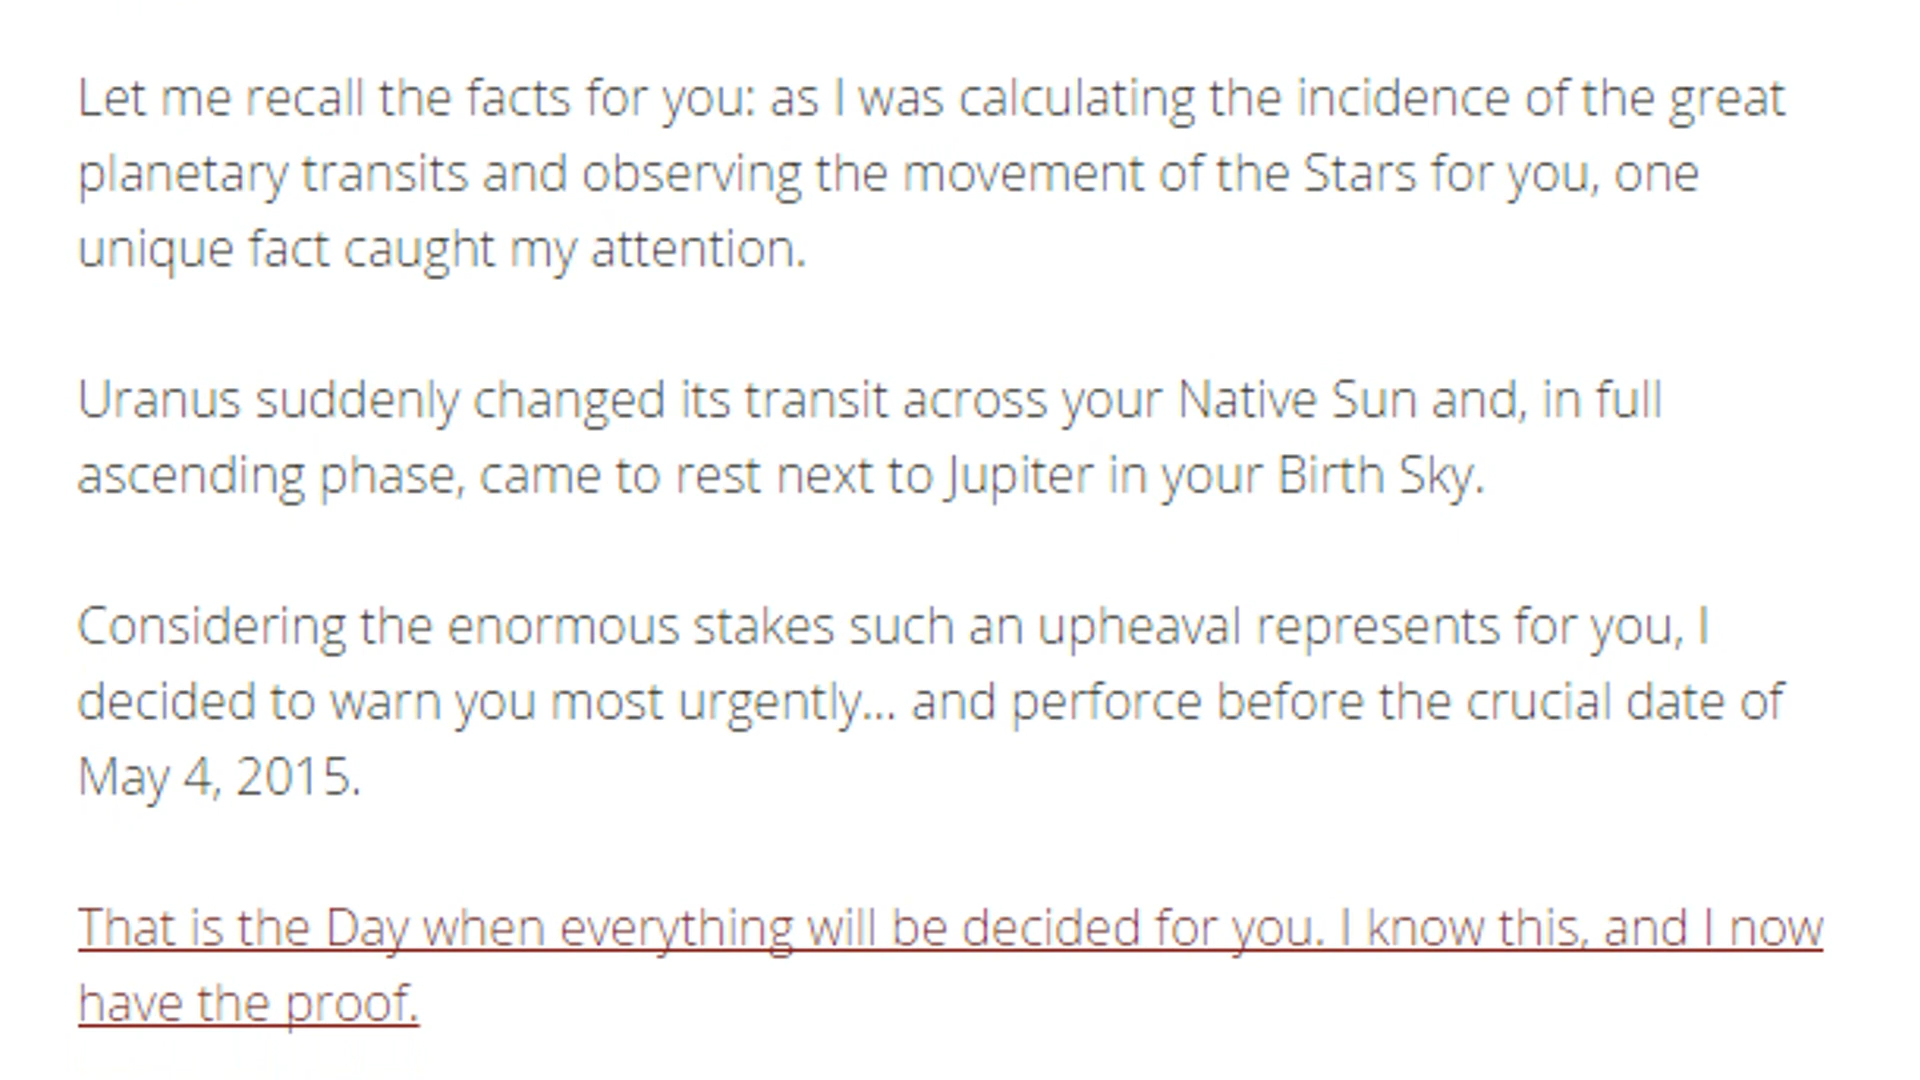 Let me recall the facts for you: as I was calculating the incidence of the great
planetary transits and observing the movement of the Stars for you, one
unique fact caught my attention.
Uranus suddenly changed its transit across your Native Sun and, in full
ascending phase, came to rest next to Jupiter in your Birth Sky.
Considering the enormous stakes such an upheaval represents for you, I
decided to warn you most urgently... and perforce before the crucial date of
May 4, 2015.
That is the Day when everything will be decided for you. I know this, and I now
have the proof.